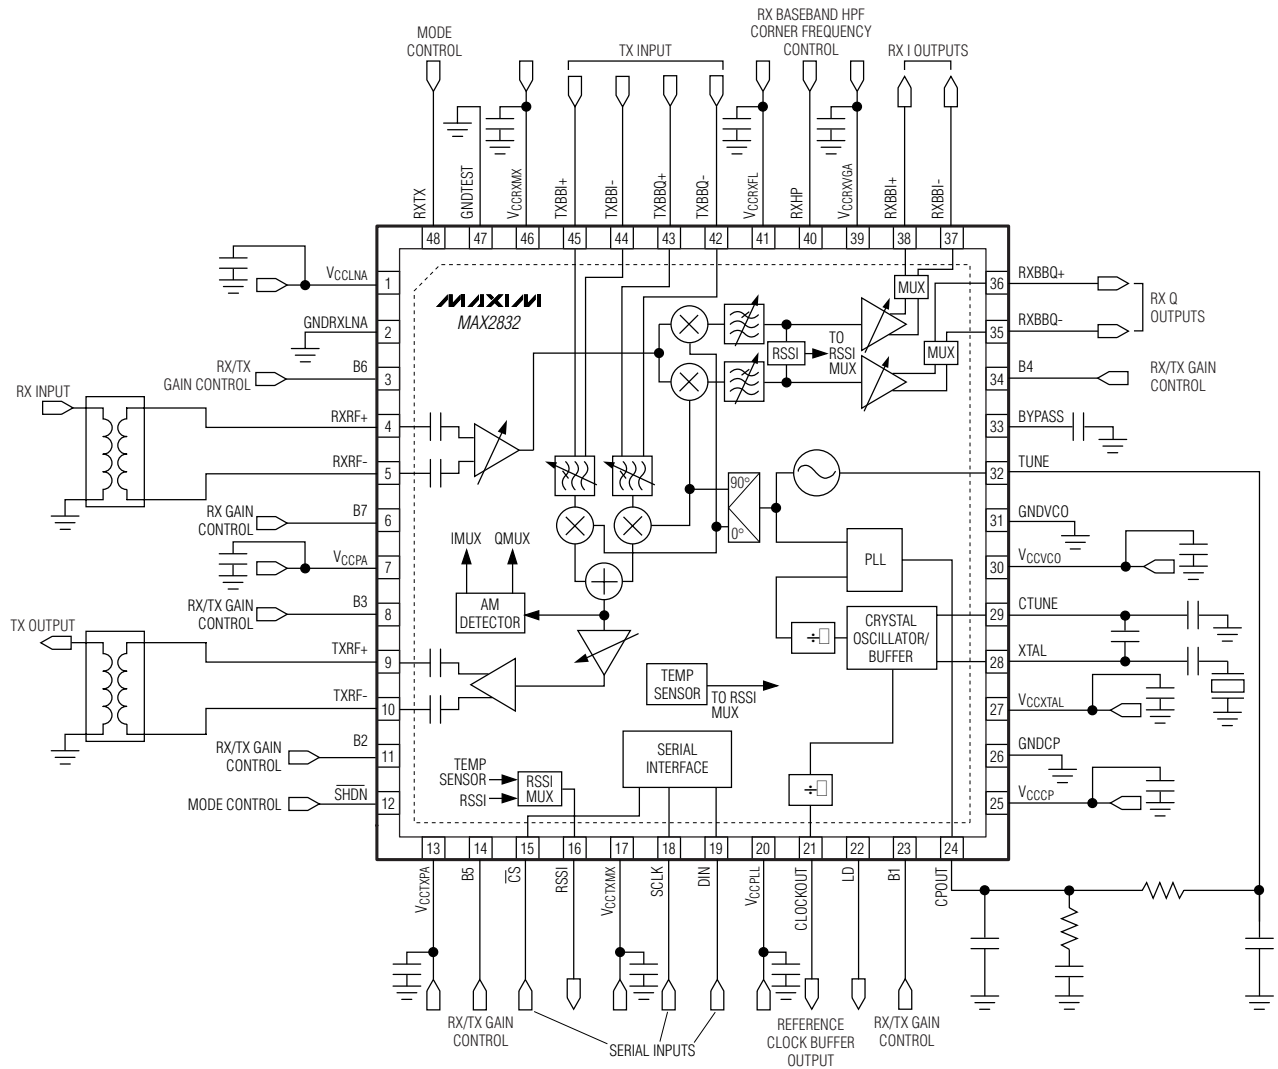 MODE
CONTROL
TX INPUT
RX BASEBAND HPF
CORNER FREQUENCY
CONTROL
RX I OUTPUTS
RXTX
GNDTEST
VCCRXMX
TXBBI+
TXBBI-
TXBBQ+
TXBBQ-
VCCRXFL
RXHP
VCCRXVGA
RXBBI+
RXBBI-
48
47
46
45
44
43
42
41
40
39
38
37
VCCLNA
1
GNDRXLNA
2
RX/TX
GAIN CONTROL
B6
3
RX INPUT
RXRF+
4
RXRF-
5
RX GAIN
CONTROL
B7
6
VCCPA
7
RX/TX GAIN
CONTROL
B3
8
TX OUTPUT
TXRF+
9
TXRF-
10
RX/TX GAIN
CONTROL
B2
11
MODE CONTROL
SHDN
12
MAXIM
MAX2832
MUX
MUX
RSSI
TO
RSSI
MUX
90°
0°
IMUX
QMUX
AM
DETECTOR
PLL
CRYSTAL
OSCILLATOR/
BUFFER
÷
TEMP
SENSOR
TO RSSI
MUX
SERIAL
INTERFACE
TEMP
SENSOR
RSSI
RSSI
MUX
÷
36
RXBBQ+
35
RXBBQ-
RX Q
OUTPUTS
34
B4
RX/TX GAIN
CONTROL
33
BYPASS
32
TUNE
31
GNDVCO
30
VCCVCO
29
CTUNE
28
XTAL
27
VCCXTAL
26
GNDCP
25
VCCCP
13
14
15
16
17
18
19
20
21
22
23
24
VCCTXPA
B5
CS
RSSI
VCCTXMX
SCLK
DIN
VCCPLL
CLOCKOUT
LD
B1
CPOUT
RX/TX GAIN
CONTROL
SERIAL INPUTS
REFERENCE
CLOCK BUFFER
OUTPUT
RX/TX GAIN
CONTROL